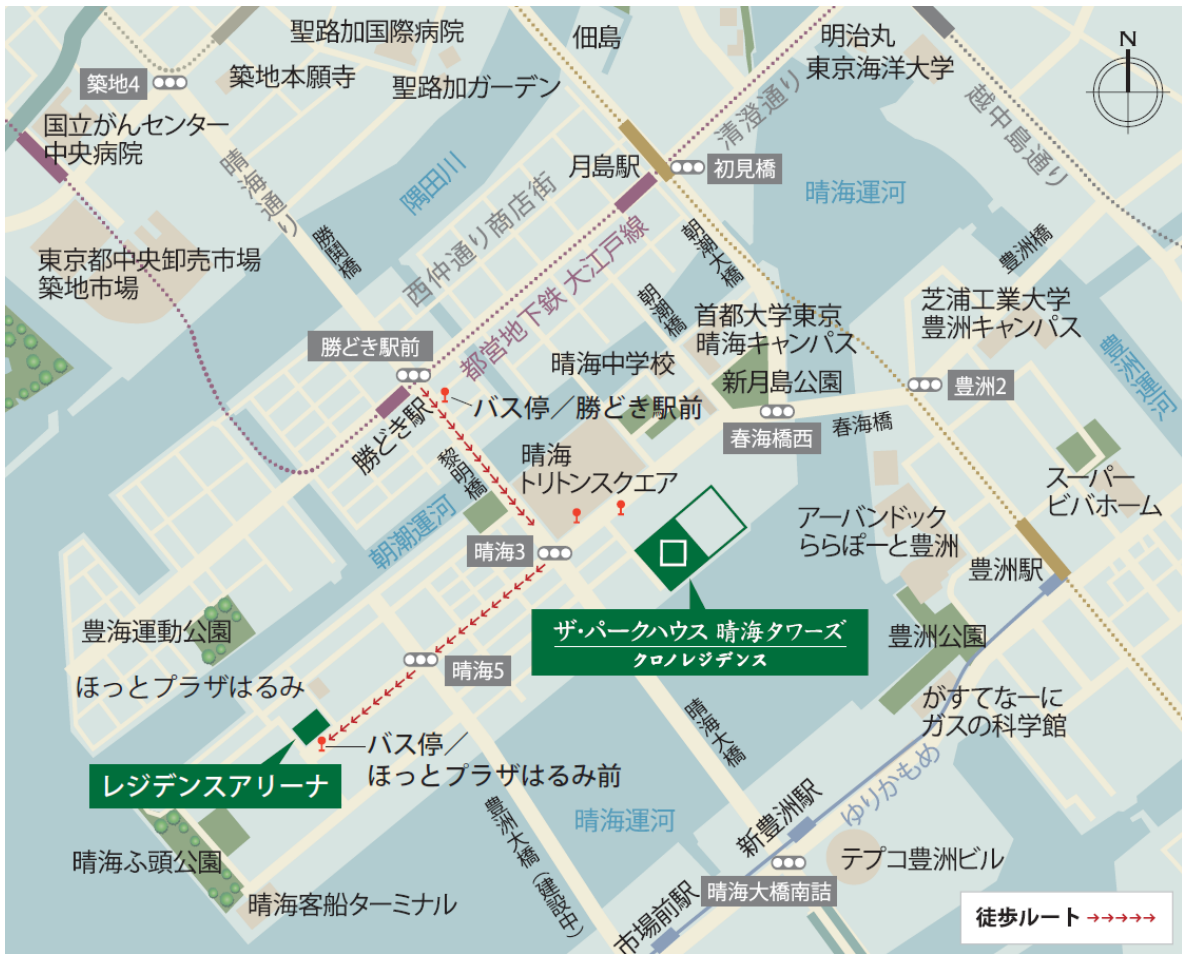 聖路加国際病院
佃島
明治丸
東京海洋大学
N
築地4
築地本願寺
聖路加ガーデン
清澄通り
越中島通り
国立がんセンター
中央病院
晴海通り
隅田川
月島駅
初見橋
晴海運河
西仲通り商店街
朝潮大橋
豊洲橋
勝鬨橋
東京都中央卸売市場
築地市場
都営地下鉄 大江戸線
朝潮橋
首都大学東京
晴海キャンパス
芝浦工業大学
豊洲キャンパス
勝どき駅前
晴海中学校
新月島公園
豊洲2
豊洲運河
バス停／勝どき駅前
春海橋西
春海橋
勝どき駅
黎明橋
晴海
トリトンスクエア
スーパー
ビバホーム
朝潮運河
晴海3
アーバンドック
ららぽーと豊洲
豊洲駅
ザ・パークハウス 晴海タワーズ
クロノレジデンス
豊洲公園
豊海運動公園
ほっとプラザはるみ
晴海5
がすてなーに
ガスの科学館
晴海大橋
バス停／
ほっとプラザはるみ前
レジデンスアリーナ
ゆりかもめ
豊洲大橋（建設中）
晴海運河
新豊洲駅
テプコ豊洲ビル
晴海ふ頭公園
晴海大橋南詰
晴海客船ターミナル
市場前駅
徒歩ルート →→→→→